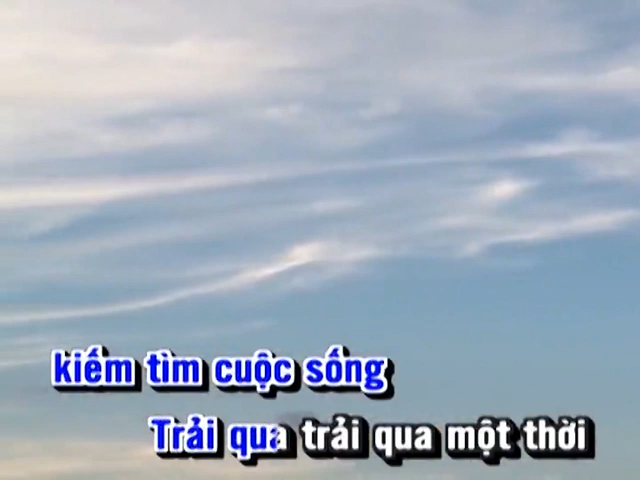 kiếm tìm cuộc sống
Trải qua trải qua một thời